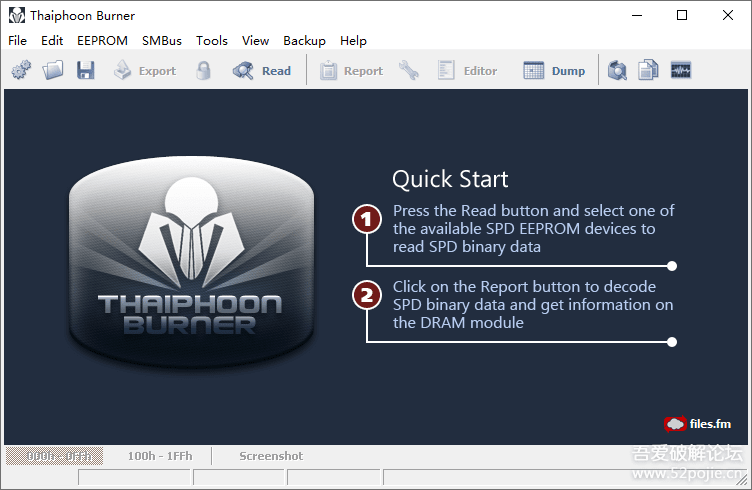 Thaiphoon Burner
File Edit EEPROM SMBus Tools View Backup Help
Export Read Report Editor Dump
THAIPHOON
BURNER
Quick Start
1 Press the Read button and select one of
the available SPD EEPROM devices to
read SPD binary data
2 Click on the Report button to decode
SPD binary data and get information on
the DRAM module
files.fm
000h - 0FFh 100h - 1FFh Screenshot
吾爱破解论坛
www.52pojie.cn